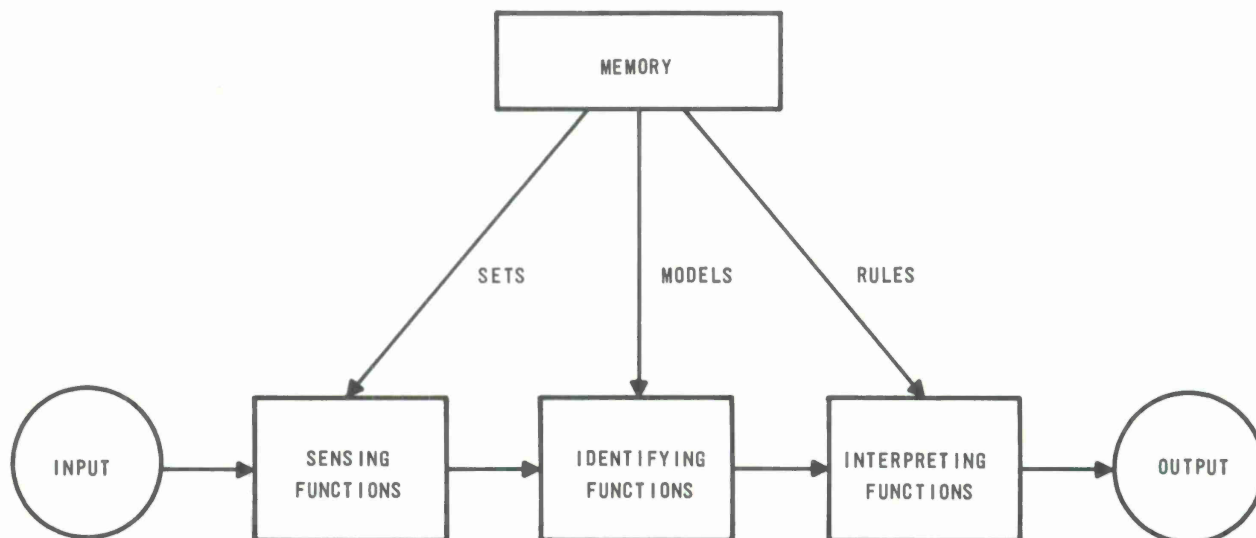 MEMORY
SETS
MODELS
RULES
INPUT
SENSING
FUNCTIONS
IDENTIFYING
FUNCTIONS
INTERPRETING
FUNCTIONS
OUTPUT